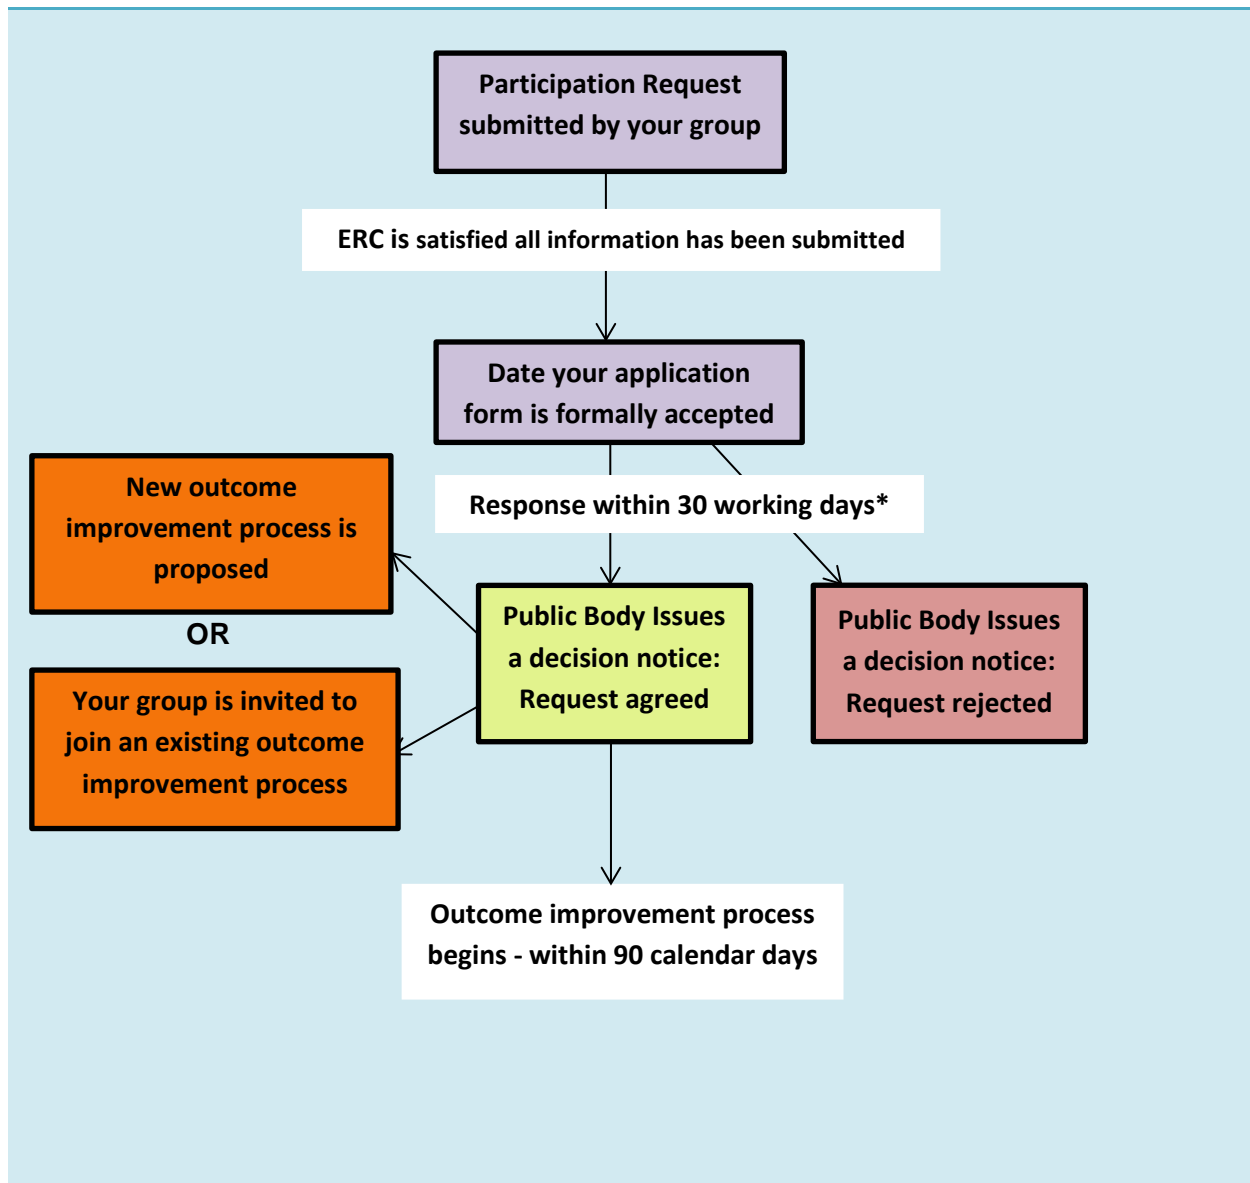 Participation Request
submitted by your group
ERC is satisfied all information has been submitted
Date your application
form is formally accepted
Response within 30 working days*
New outcome
improvement process is
proposed
OR
Your group is invited to
join an existing outcome
improvement process
Public Body Issues
a decision notice:
Request agreed
Public Body Issues
a decision notice:
Request rejected
Outcome improvement process
begins - within 90 calendar days